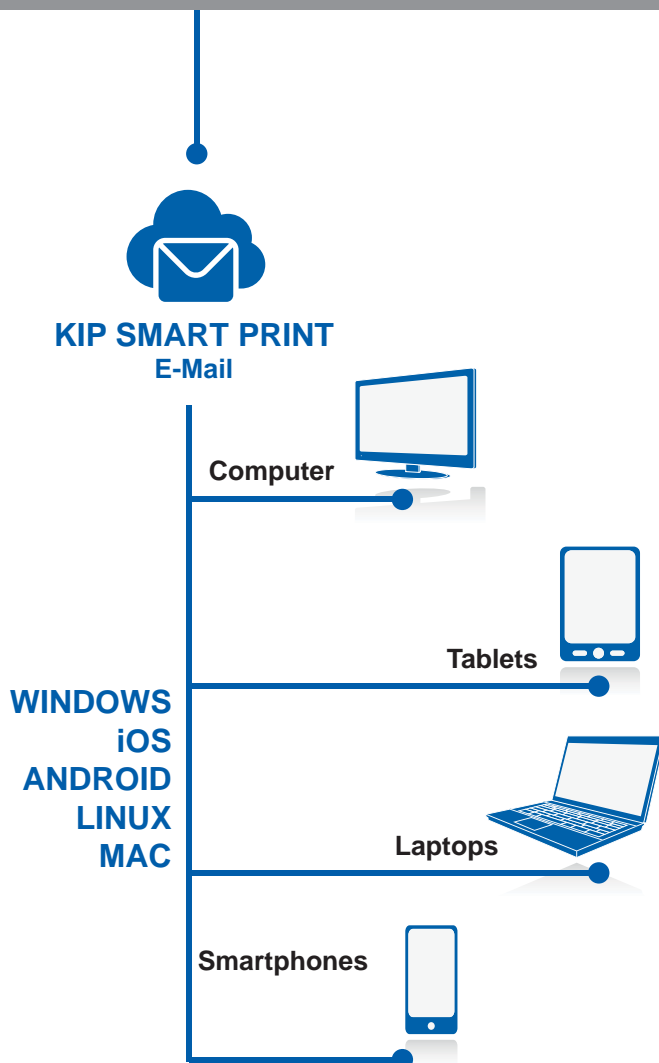 KIP SMART PRINT
E-Mail
Computer
Tablets
WINDOWS
iOS
ANDROID
LINUX
MAC
Laptops
Smartphones